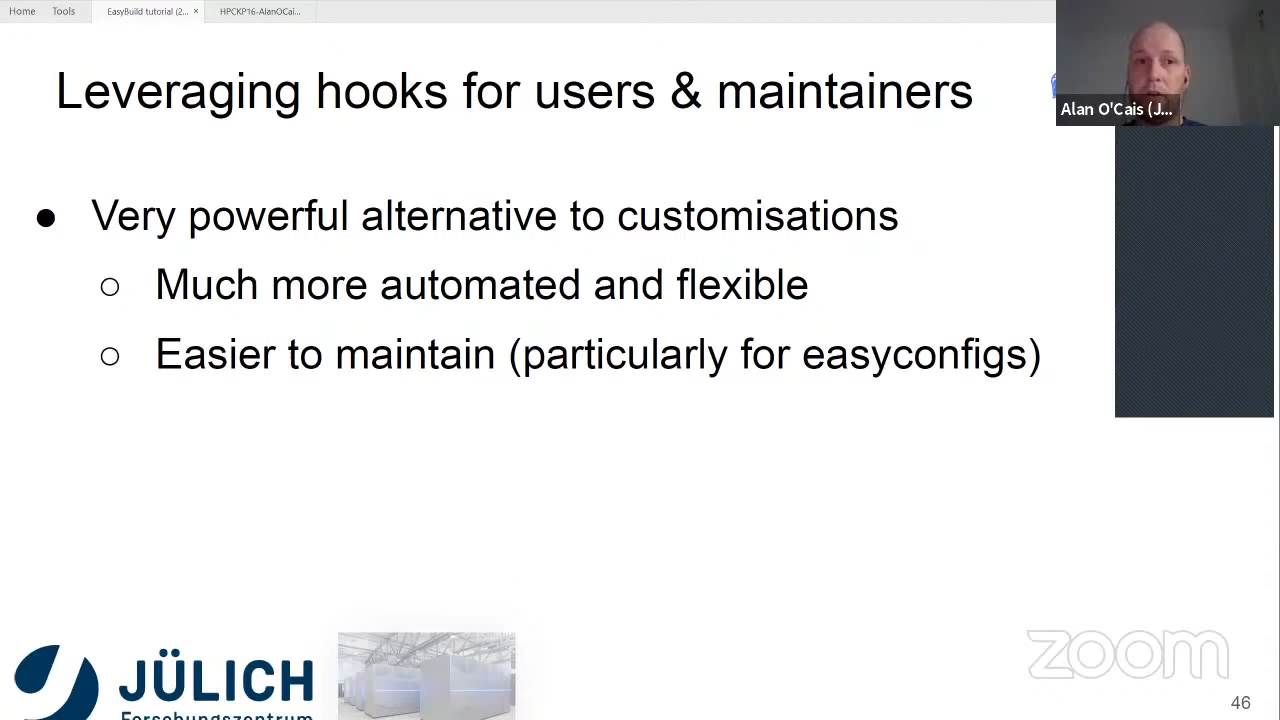 Home Tools EasyBuild tutorial (2... × HPCKP16-AlanOCai...
Leveraging hooks for users & maintainers
Alan O'Cais (J...
● Very powerful alternative to customisations
○ Much more automated and flexible
○ Easier to maintain (particularly for easyconfigs)
JÜLICH
Forschungszentrum
zoom
46